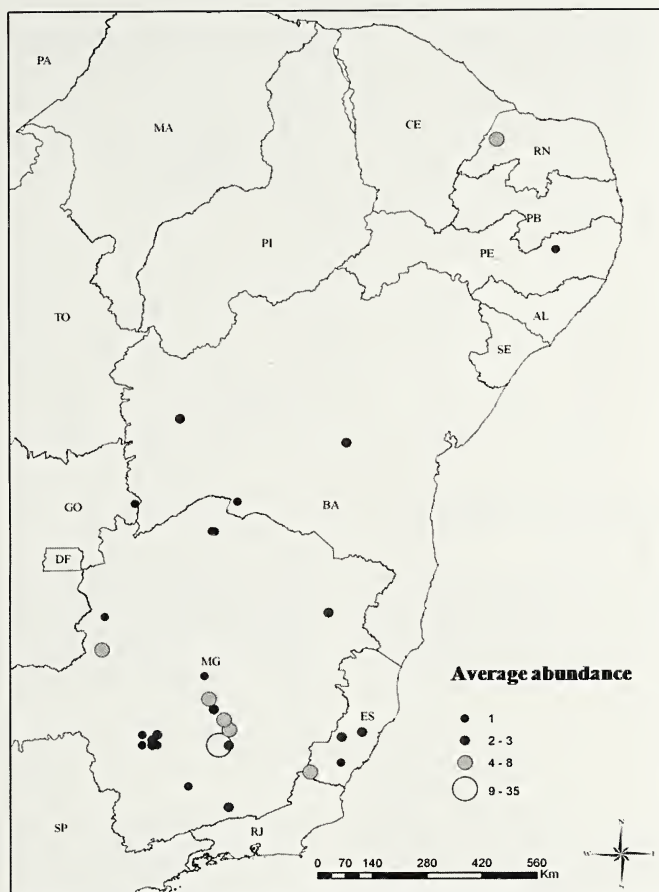 PA
MA
CE
RN
PB
PI
PE
TO
AL
SE
GO
BA
DF
MG
ES
SP
RJ
Average abundance
1
2 - 3
4 - 8
9 - 35
N
W
E
S
0 70 140 280 420 560
Km